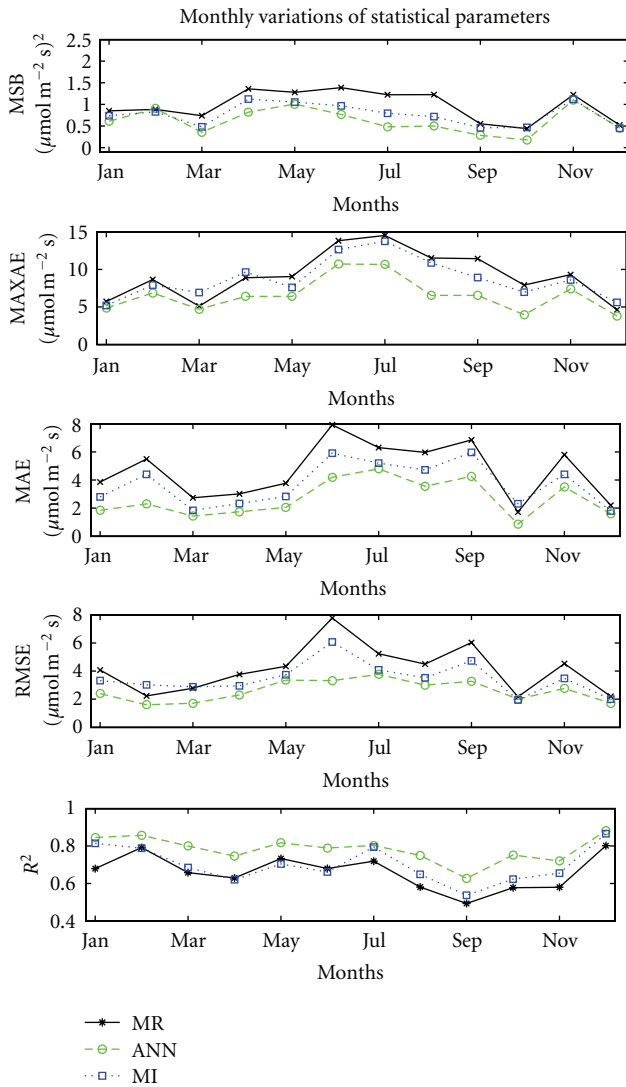 Monthly variations of statistical parameters
MSB
(μmol m−2 s)2
2.5
2
1.5
1
0.5
0
Jan Mar May Jul Sep Nov
Months
MAXAE
(μmol m−2 s)
15
10
5
0
Jan Mar May Jul Sep Nov
Months
MAE
(μmol m−2 s)
8
6
4
2
0
Jan Mar May Jul Sep Nov
Months
RMSE
(μmol m−2 s)
8
6
4
2
0
Jan Mar May Jul Sep Nov
Months
R2
1
0.8
0.6
0.4
Jan Mar May Jul Sep Nov
Months
MR
ANN
MI